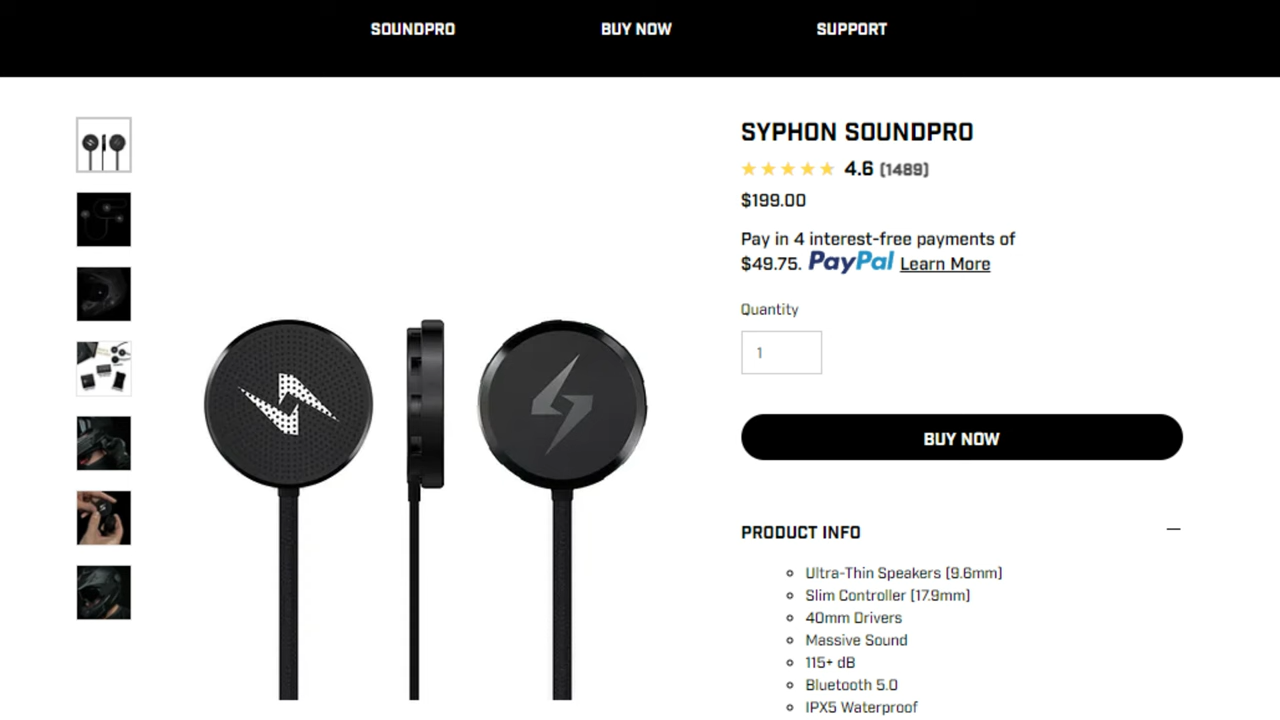 SOUNDPRO
BUY NOW
SUPPORT
SYPHON SOUNDPRO
4.6 (1489)
$199.00
Pay in 4 interest-free payments of
$49.75. PayPal Learn More
Quantity
1
BUY NOW
PRODUCT INFO
Ultra-Thin Speakers (9.6mm)
Slim Controller (17.9mm)
40mm Drivers
Massive Sound
115+ dB
Bluetooth 5.0
IPX5 Waterproof